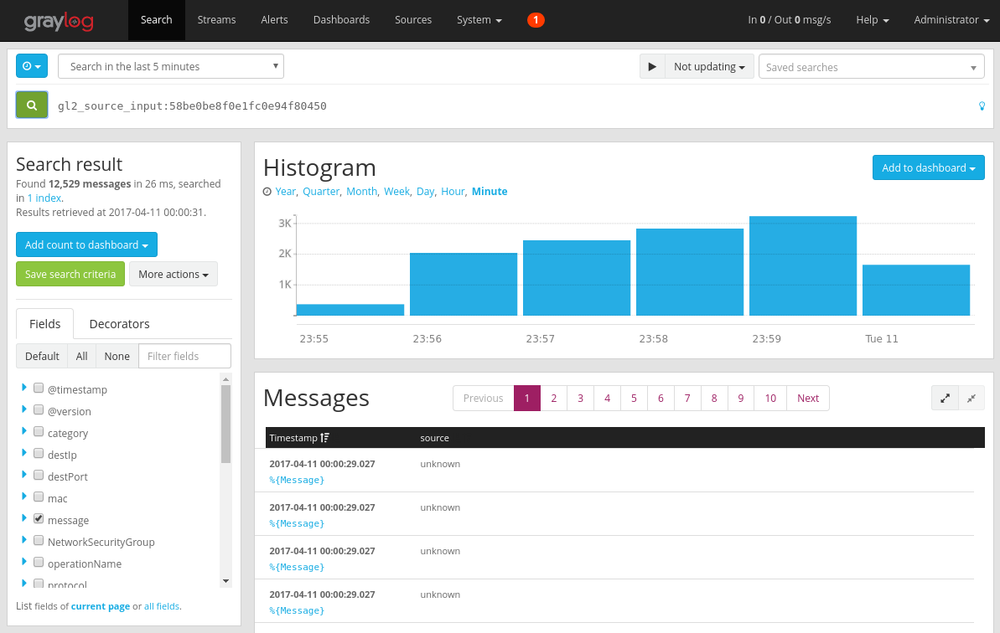 graylog Search Streams Alerts Dashboards Sources System 1 In 0 / Out 0 msg/s Help Administrator
Search in the last 5 minutes Not updating Saved searches
gl2_source_input:58be0be8f0e1fc0e94f80450
Search result
Found 12,529 messages in 26 ms, searched
in 1 index.
Results retrieved at 2017-04-11 00:00:31.
Add count to dashboard
Save search criteria More actions
Fields Decorators
Default All None Filter fields
@timestamp
@version
category
destIp
destPort
mac
message
NetworkSecurityGroup
operationName
protocol
List fields of current page or all fields.
Histogram
Add to dashboard
Year, Quarter, Month, Week, Day, Hour, Minute
3K
2K
1K
23:55 23:56 23:57 23:58 23:59 Tue 11
Messages
Previous 1 2 3 4 5 6 7 8 9 10 Next
Timestamp source
2017-04-11 00:00:29.027 unknown
%{Message}
2017-04-11 00:00:29.027 unknown
%{Message}
2017-04-11 00:00:29.027 unknown
%{Message}
2017-04-11 00:00:29.027 unknown
%{Message}